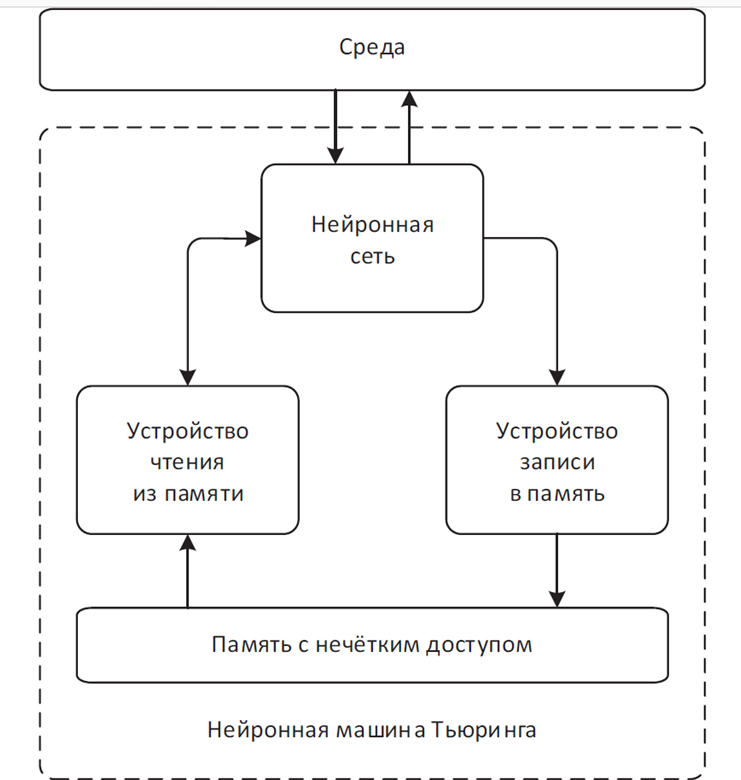 Среда
Нейронная
сеть
Устройство
чтения
из памяти
Устройство
записи
в память
Память с нечётким доступом
Нейронная машина Тьюринга